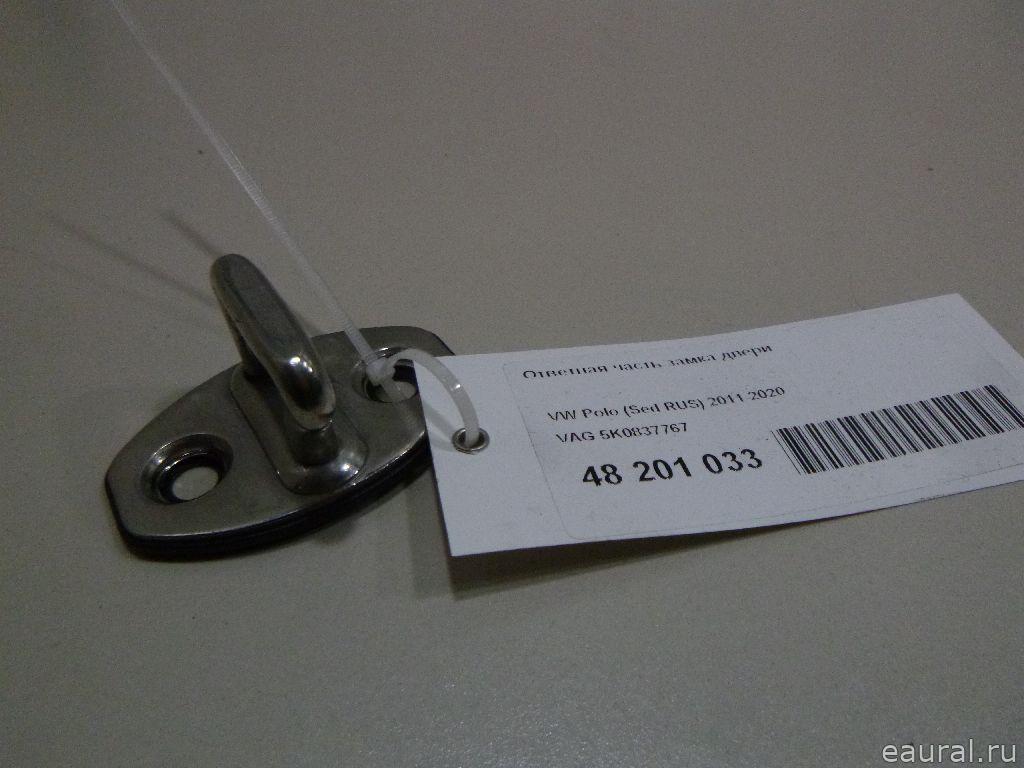 Ответная часть замка двери
VW Polo (Sed RUS) 2011-2020
VAG 5K0837767
48 201 033
eaural.ru